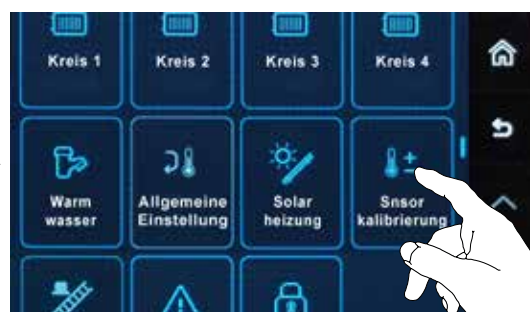 Kreis 1
Kreis 2
Kreis 3
Kreis 4
Warm
wasser
Allgemeine
Einstellung
Solar
heizung
Snsor
kalibrierung